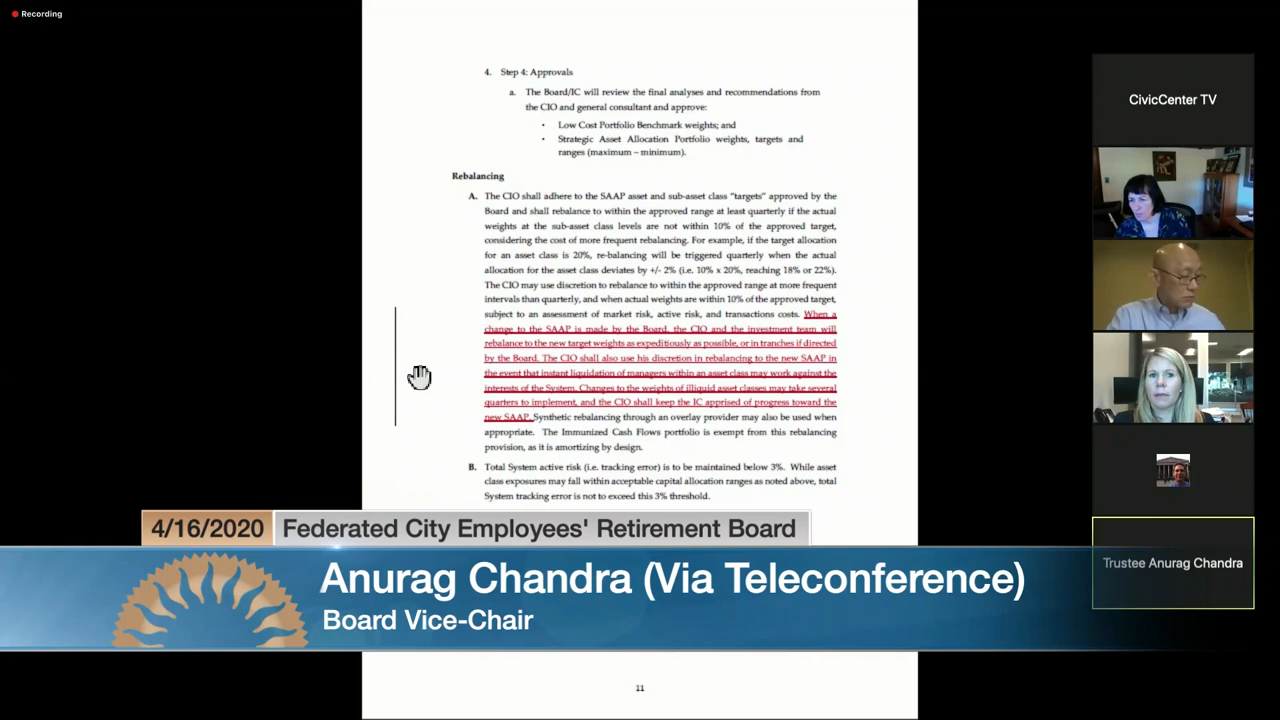 Recording
4. Step 4: Approvals
a. The Board/IC will review the final analyses and recommendations from
the CIO and general consultant and approve:
· Low Cost Portfolio Benchmark weights; and
· Strategic Asset Allocation Portfolio weights, targets and
ranges (maximum – minimum).
Rebalancing
A. The CIO shall adhere to the SAAP asset and sub-asset class “targets” approved by the
Board and shall rebalance to within the approved range at least quarterly if the actual
weights at the sub-asset class levels are not within 10% of the approved target,
considering the cost of more frequent rebalancing. For example, if the target allocation
for an asset class is 20%, re-balancing will be triggered quarterly when the actual
allocation for the asset class deviates by +/- 2% (i.e. 10% x 20%, reaching 18% or 22%).
The CIO may use discretion to rebalance to within the approved range at more frequent
intervals than quarterly, and when actual weights are within 10% of the approved target,
subject to an assessment of market risk, active risk, and transactions costs. When a
change to the SAAP is made by the Board, the CIO and the investment team will
rebalance to the new target weights as expeditiously as possible, or in tranches if directed
by the Board. The CIO shall also use his discretion in rebalancing to the new SAAP in
the event that instant liquidation of managers within an asset class may work against the
interests of the System. Changes to the weights of illiquid asset classes may take several
quarters to implement, and the CIO shall keep the IC apprised of progress toward the
new SAAP. Synthetic rebalancing through an overlay provider may also be used when
appropriate. The Immunized Cash Flows portfolio is exempt from this rebalancing
provision, as it is amortizing by design.
B. Total System active risk (i.e. tracking error) is to be maintained below 3%. While asset
class exposures may fall within acceptable capital allocation ranges as noted above, total
System tracking error is not to exceed this 3% threshold.
11
CivicCenter TV
Trustee Anurag Chandra
4/16/2020
Federated City Employees' Retirement Board
Anurag Chandra (Via Teleconference)
Board Vice-Chair